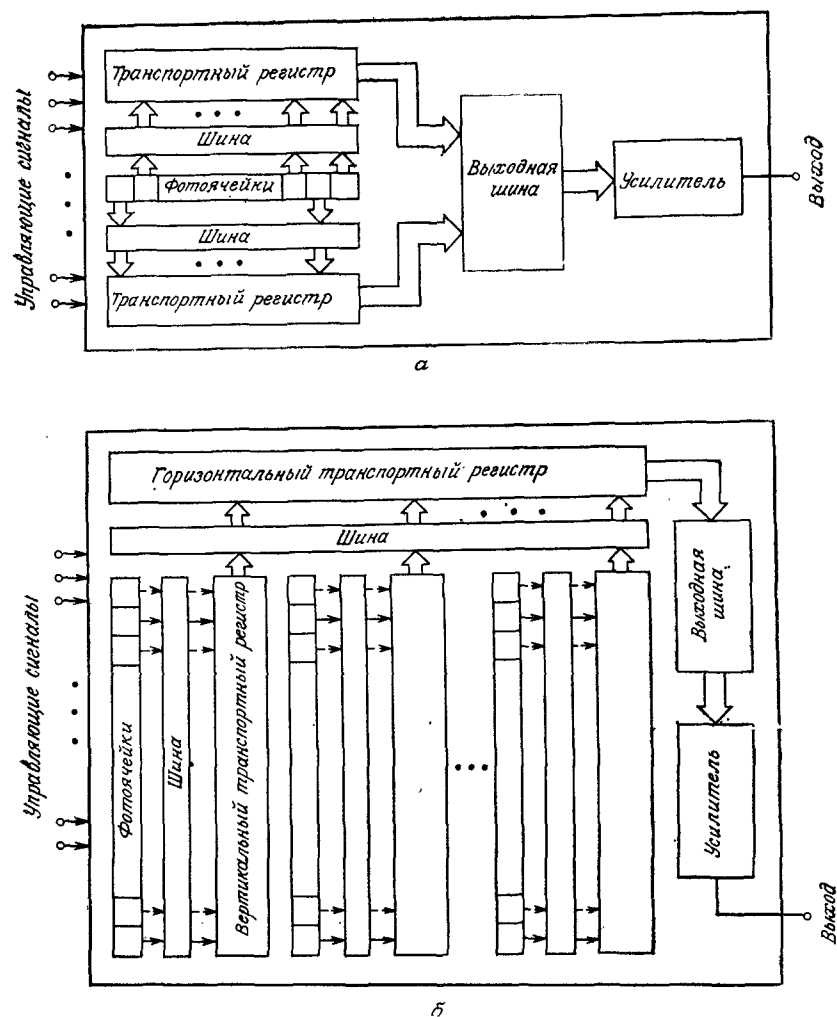 Управляющие сигналы
Транспортный регистр
Шина
Фотоячейки
Шина
Транспортный регистр
Выходная
шина
Усилитель
Выход
а
Управляющие сигналы
Горизонтальный транспортный регистр
Шина
Фотоячейки
Шина
Вертикальный транспортный регистр
Выходная
шина
Усилитель
Выход
б